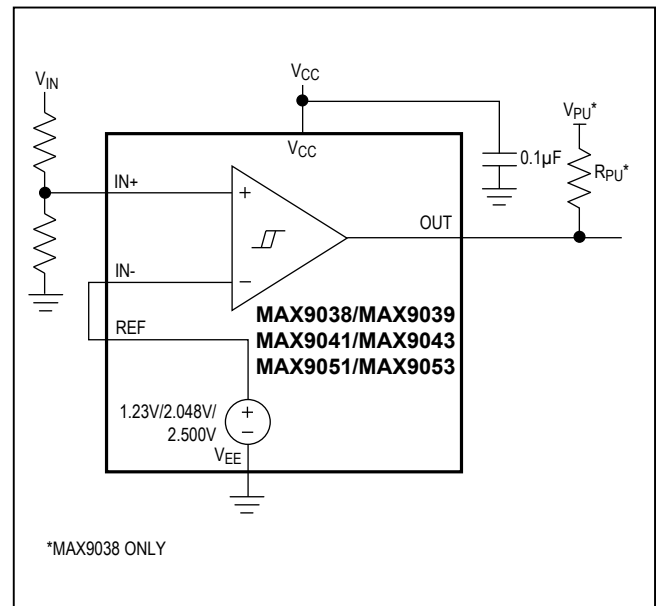 VIN
VCC
VPU*
VCC
0.1µF
RPU*
IN+
+
OUT
IN-
−
MAX9038/MAX9039
REF
MAX9041/MAX9043
MAX9051/MAX9053
1.23V/2.048V/
2.500V
+
−
VEE
*MAX9038 ONLY